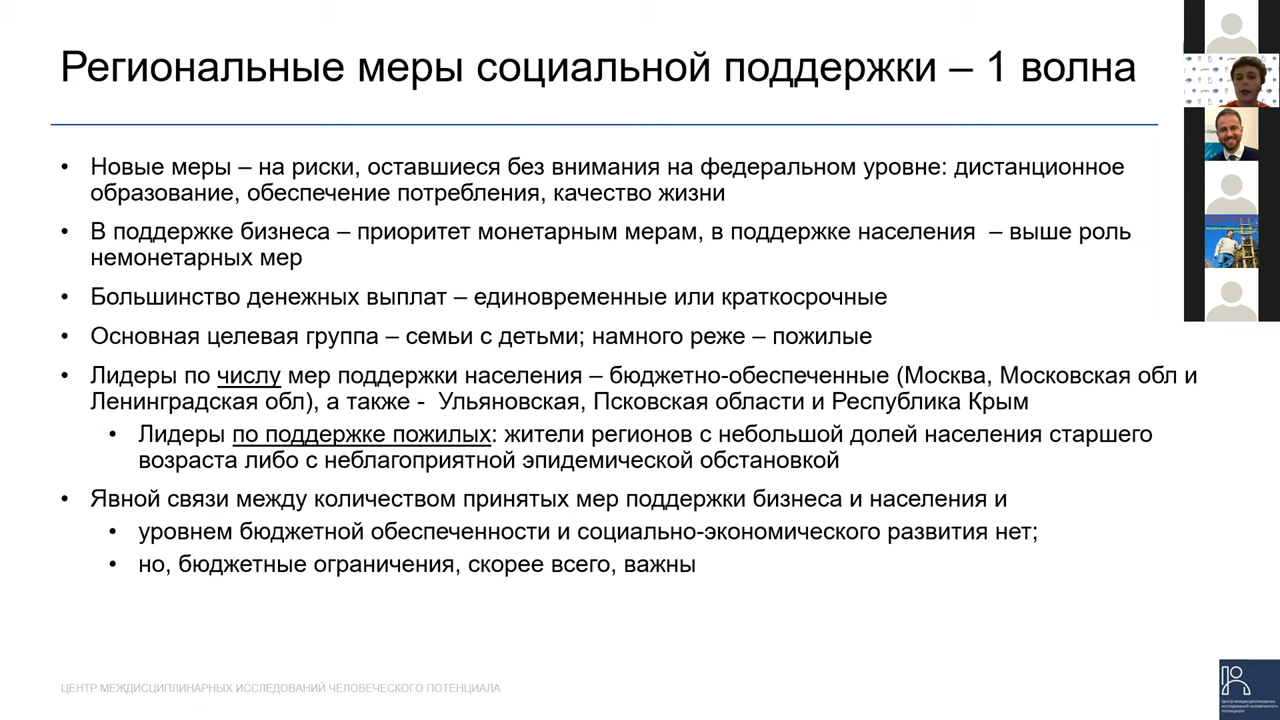 Региональные меры социальной поддержки – 1 волна
• Новые меры – на риски, оставшиеся без внимания на федеральном уровне: дистанционное
образование, обеспечение потребления, качество жизни
• В поддержке бизнеса – приоритет монетарным мерам, в поддержке населения – выше роль
немонетарных мер
• Большинство денежных выплат – единовременные или краткосрочные
• Основная целевая группа – семьи с детьми; намного реже – пожилые
• Лидеры по числу мер поддержки населения – бюджетно-обеспеченные (Москва, Московская обл и
Ленинградская обл), а также - Ульяновская, Псковская области и Республика Крым
• Лидеры по поддержке пожилых: жители регионов с небольшой долей населения старшего
возраста либо с неблагоприятной эпидемической обстановкой
• Явной связи между количеством принятых мер поддержки бизнеса и населения и
• уровнем бюджетной обеспеченности и социально-экономического развития нет;
• но, бюджетные ограничения, скорее всего, важны
ЦЕНТР МЕЖДИСЦИПЛИНАРНЫХ ИССЛЕДОВАНИЙ ЧЕЛОВЕЧЕСКОГО ПОТЕНЦИАЛА
Центр междисциплинарных
исследований человеческого
потенциала